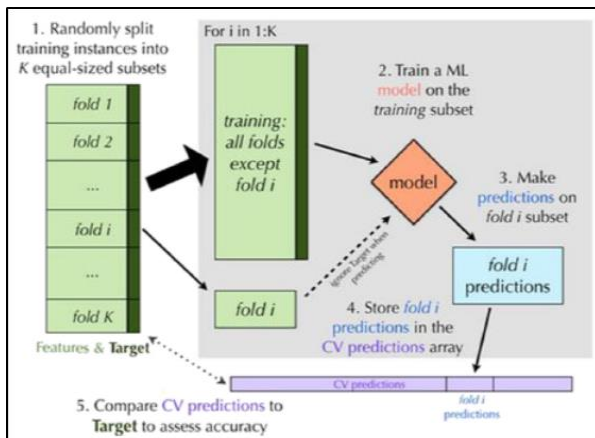 1. Randomly split
training instances into
K equal-sized subsets
For i in 1:K
fold 1
fold 2
...
fold i
...
fold K
Features & Target
training:
all folds
except
fold i
fold i
2. Train a ML
model on the
training subset
model
ignore Target when
predicting
3. Make
predictions on
fold i subset
fold i
predictions
4. Store fold i
predictions in the
CV predictions array
CV predictions
fold i
predictions
5. Compare CV predictions to
Target to assess accuracy